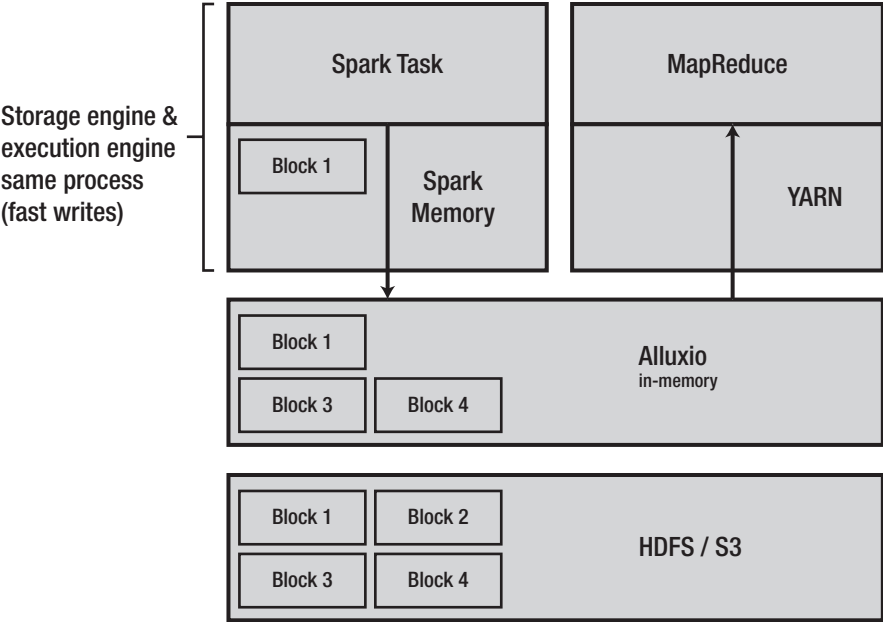 Spark Task
MapReduce
Storage engine &
execution engine
same process
(fast writes)
Block 1
Spark
Memory
YARN
Block 1
Alluxio
in-memory
Block 3
Block 4
Block 1
Block 2
HDFS / S3
Block 3
Block 4